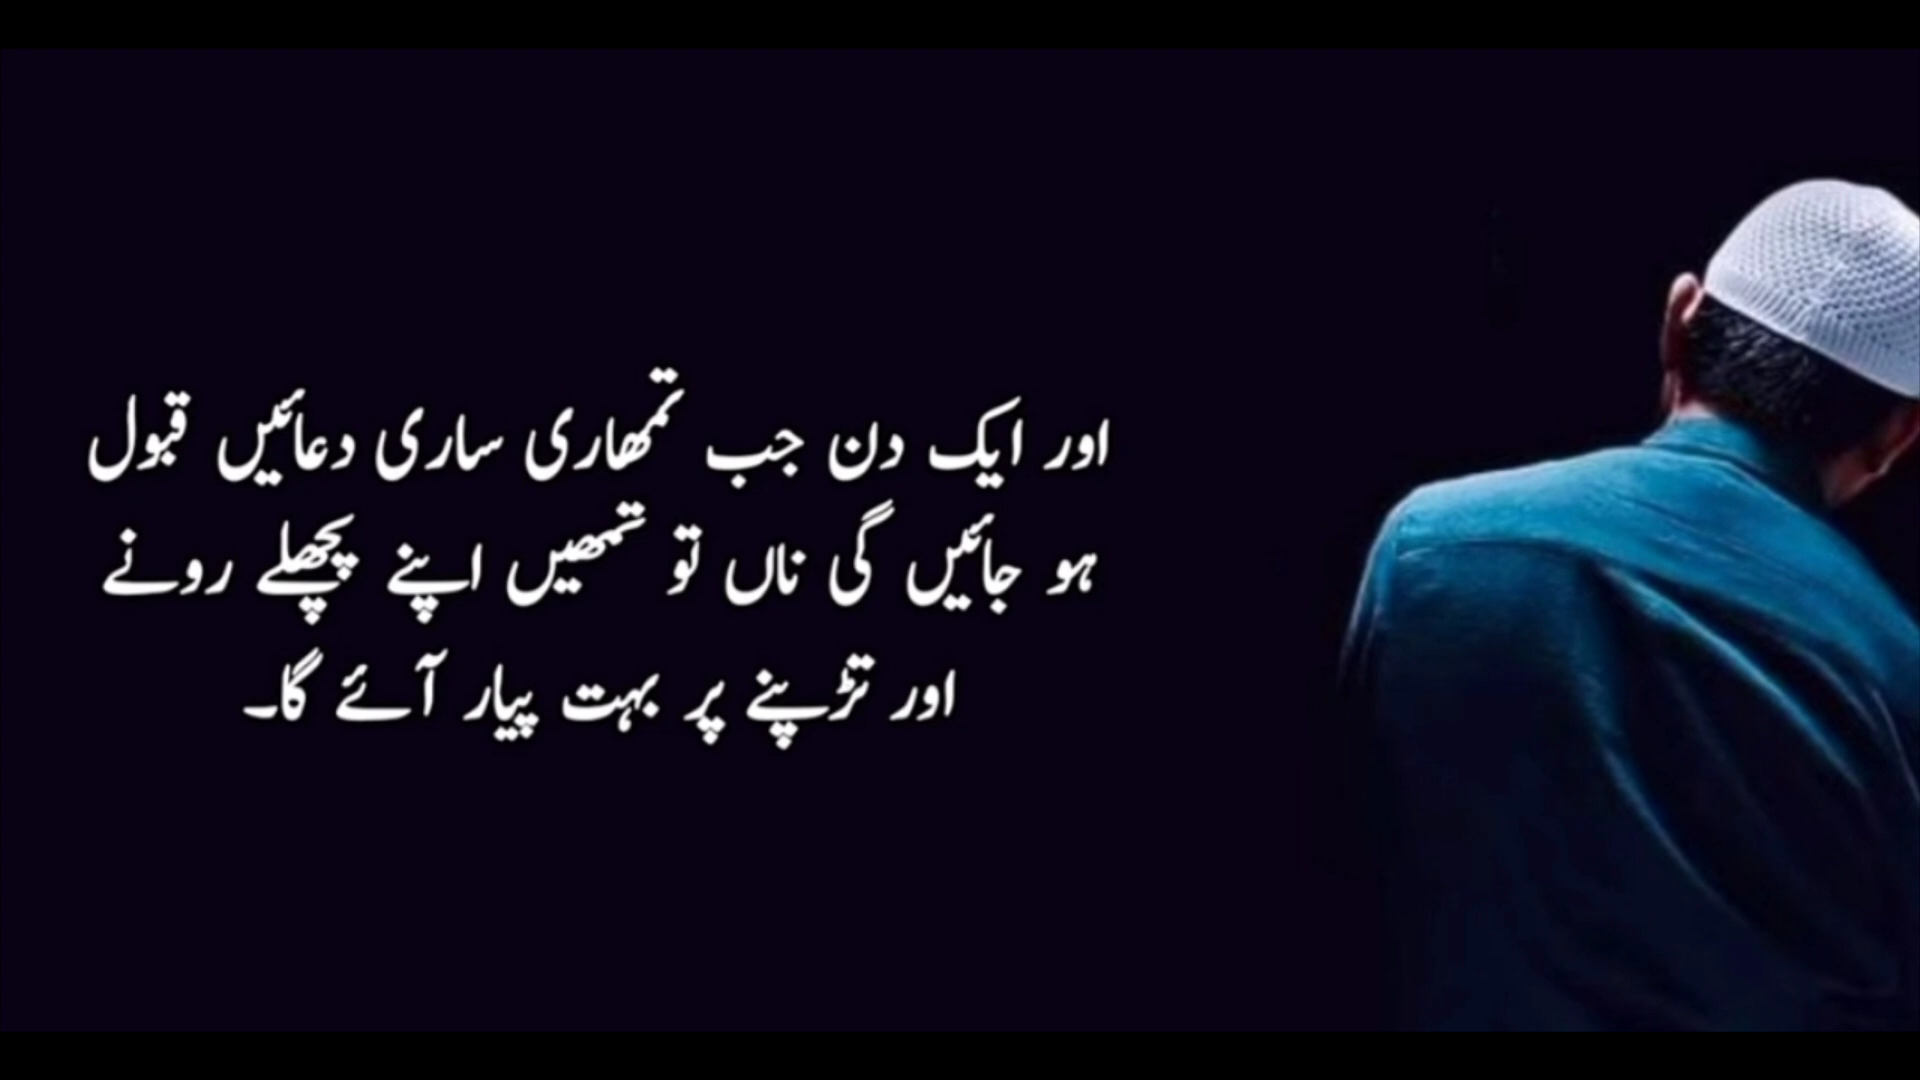 اور ایک دن جب تمھاری ساری دعائیں قبول
ہو جائیں گی ناں تو تمھیں اپنے پچھلے رونے
اور تڑپنے پر بہت پیار آئے گا۔